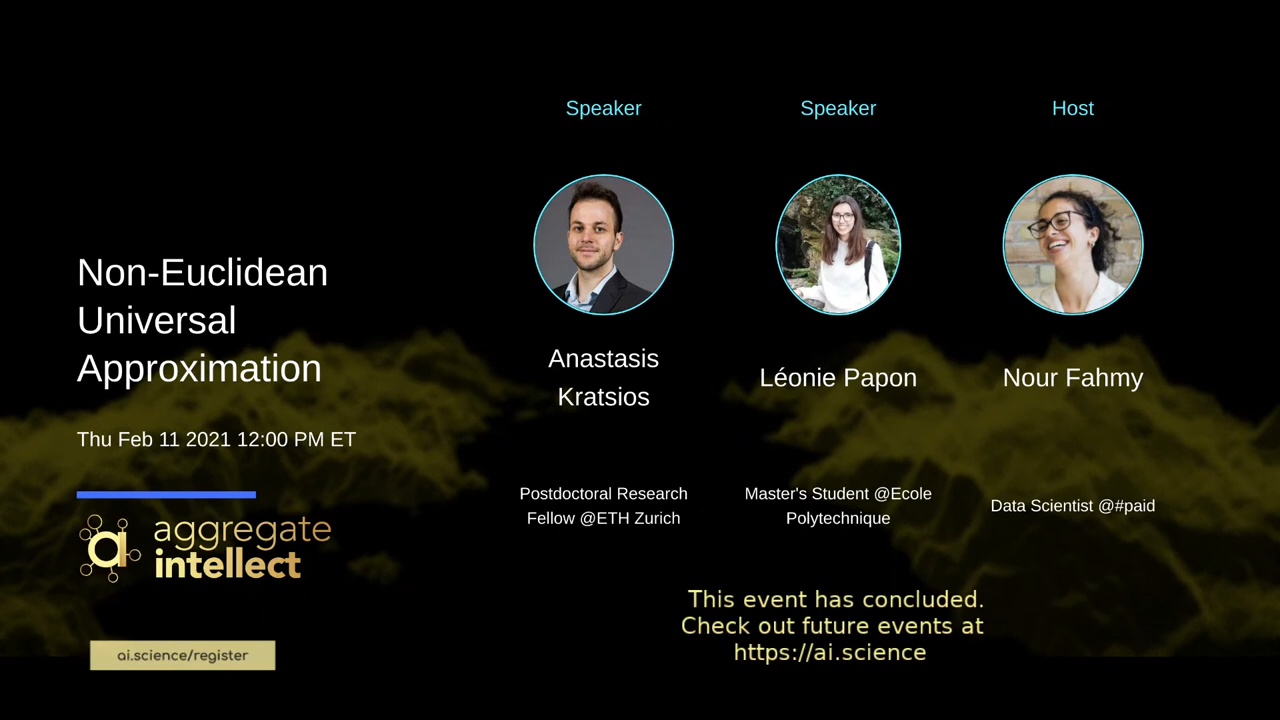 Non-Euclidean
Universal
Approximation
Thu Feb 11 2021 12:00 PM ET
aggregate
intellect
ai.science/register
Speaker
Anastasis
Kratsios
Postdoctoral Research
Fellow @ETH Zurich
Speaker
Léonie Papon
Master's Student @Ecole
Polytechnique
Host
Nour Fahmy
Data Scientist @#paid
This event has concluded.
Check out future events at
https://ai.science